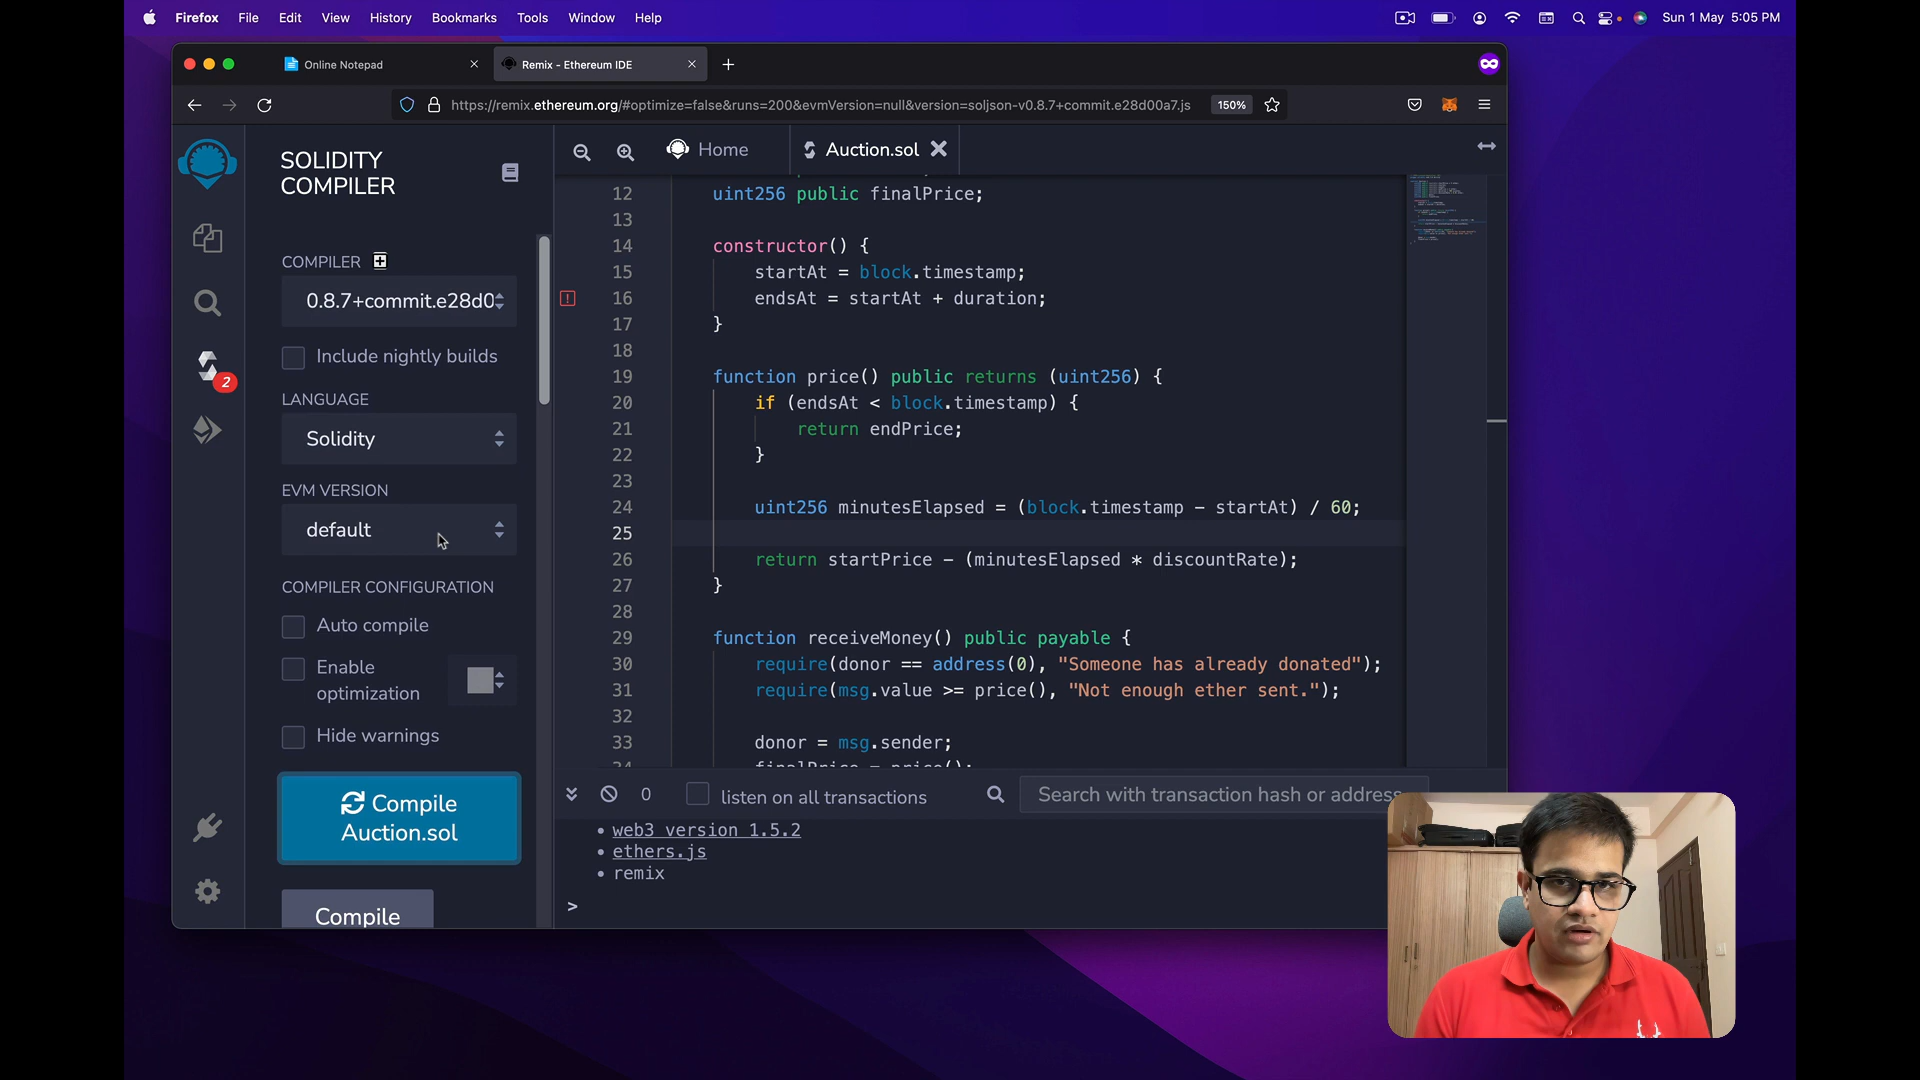 Firefox File Edit View History Bookmarks Tools Window Help
Sun 1 May 5:05 PM
Online Notepad
Remix - Ethereum IDE
https://remix.ethereum.org/#optimize=false&runs=200&evmVersion=null&version=soljson-v0.8.7+commit.e28d00a7.js
150%
SOLIDITY
COMPILER
COMPILER
0.8.7+commit.e28d0
Include nightly builds
LANGUAGE
Solidity
2
EVM VERSION
default
COMPILER CONFIGURATION
Auto compile
Enable
optimization
Hide warnings
Compile
Auction.sol
Compile
Home
Auction.sol
12 uint256 public finalPrice;
13
14 constructor() {
15 startAt = block.timestamp;
16 endsAt = startAt + duration;
17 }
18
19 function price() public returns (uint256) {
20 if (endsAt < block.timestamp) {
21 return endPrice;
22 }
23
24 uint256 minutesElapsed = (block.timestamp - startAt) / 60;
25
26 return startPrice - (minutesElapsed * discountRate);
27 }
28
29 function receiveMoney() public payable {
30 require(donor == address(0), "Someone has already donated");
31 require(msg.value >= price(), "Not enough ether sent.");
32
33 donor = msg.sender;
34 finalPrice = price();
0
listen on all transactions
Search with transaction hash or address
• web3 version 1.5.2
• ethers.js
• remix
>